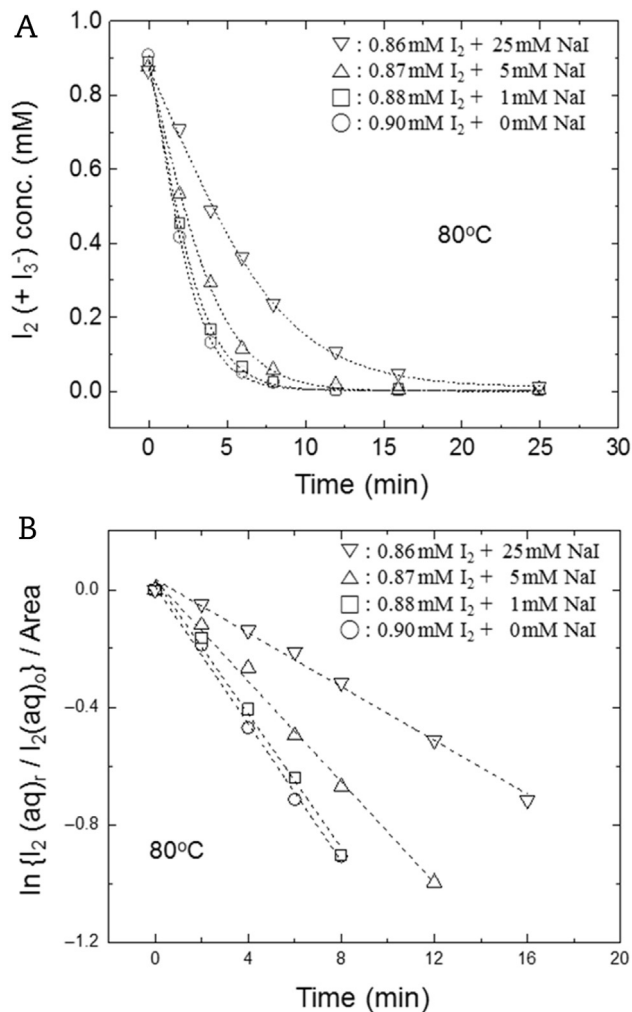 A
I₂ (+ I₃⁻) conc. (mM)
1.0
0.8
0.6
0.4
0.2
0.0
▽ : 0.86mM I₂ + 25mM NaI
△ : 0.87mM I₂ + 5mM NaI
□ : 0.88mM I₂ + 1mM NaI
○ : 0.90mM I₂ + 0mM NaI
80°C
0 5 10 15 20 25 30
Time (min)
B
ln {I₂ (aq)ᵣ / I₂(aq)₀} / Area
0.0
−0.4
−0.8
−1.2
▽ : 0.86mM I₂ + 25mM NaI
△ : 0.87mM I₂ + 5mM NaI
□ : 0.88mM I₂ + 1mM NaI
○ : 0.90mM I₂ + 0mM NaI
80°C
0 4 8 12 16 20
Time (min)